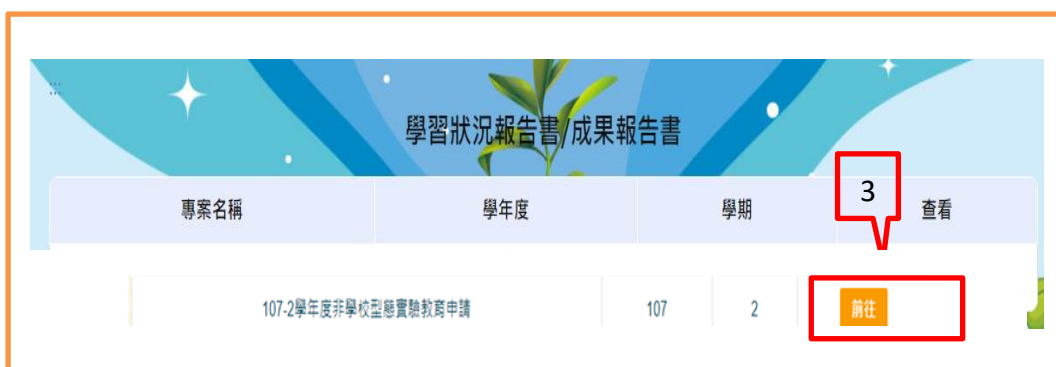 學習狀況報告書/成果報告書
3
專案名稱 學年度 學期 查看
107-2學年度非學校型態實驗教育申請 107 2 前往